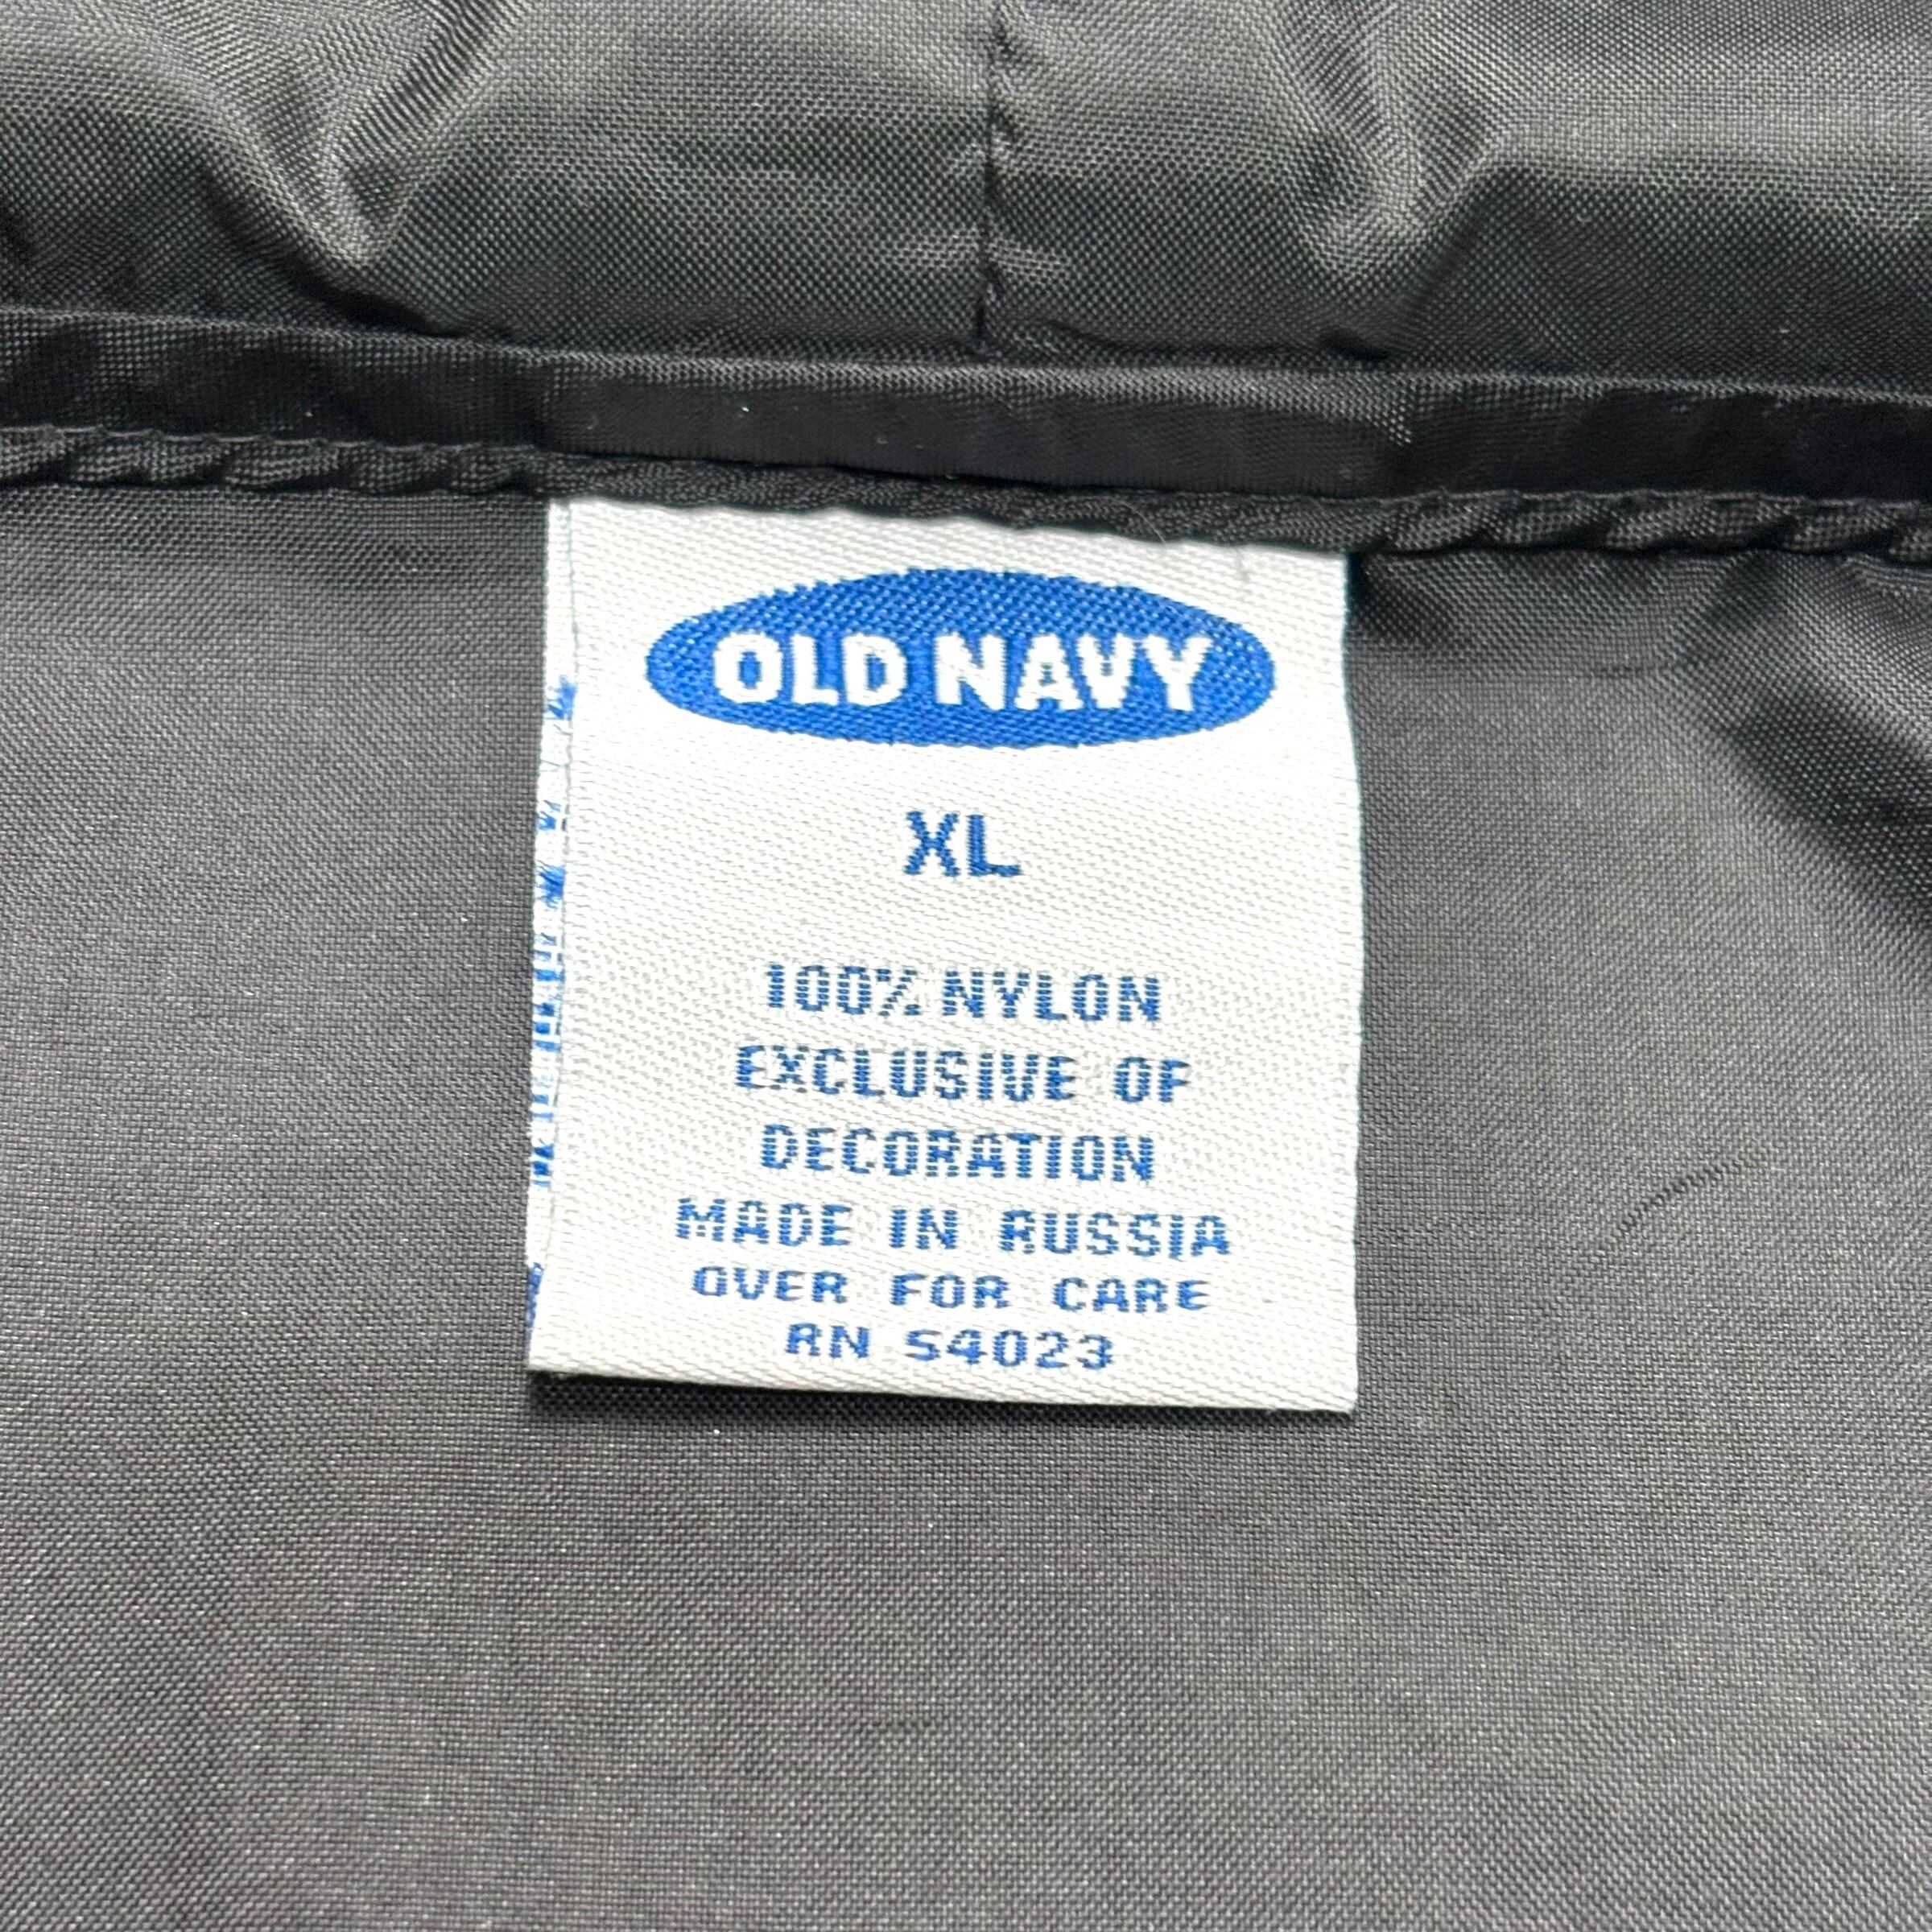 OLD NAVY
XL
100% NYLON
EXCLUSIVE OF
DECORATION
MADE IN RUSSIA
OVER FOR CARE
RN 54023